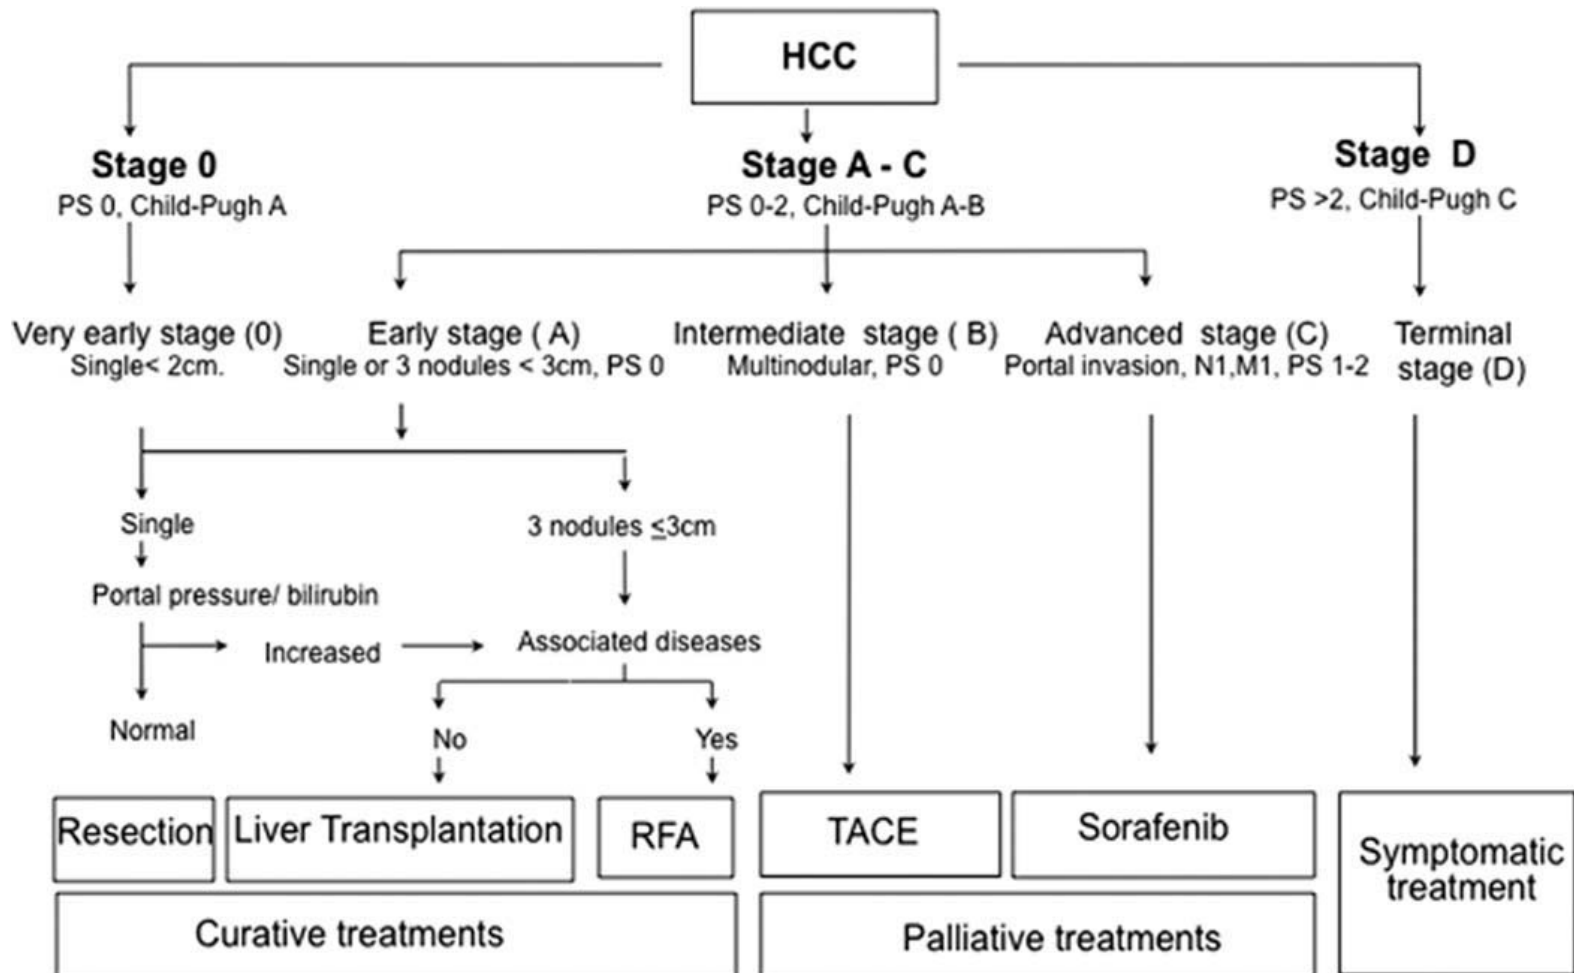 HCC
Stage 0
PS 0, Child-Pugh A
Stage A - C
PS 0-2, Child-Pugh A-B
Stage D
PS >2, Child-Pugh C
Very early stage (0)
Single< 2cm.
Early stage ( A)
Single or 3 nodules < 3cm, PS 0
Intermediate stage ( B)
Multinodular, PS 0
Advanced stage (C)
Portal invasion, N1,M1, PS 1-2
Terminal
stage (D)
Single
3 nodules ≤3cm
Portal pressure/ bilirubin
Increased
Associated diseases
Normal
No
Yes
Resection
Liver Transplantation
RFA
TACE
Sorafenib
Symptomatic
treatment
Curative treatments
Palliative treatments